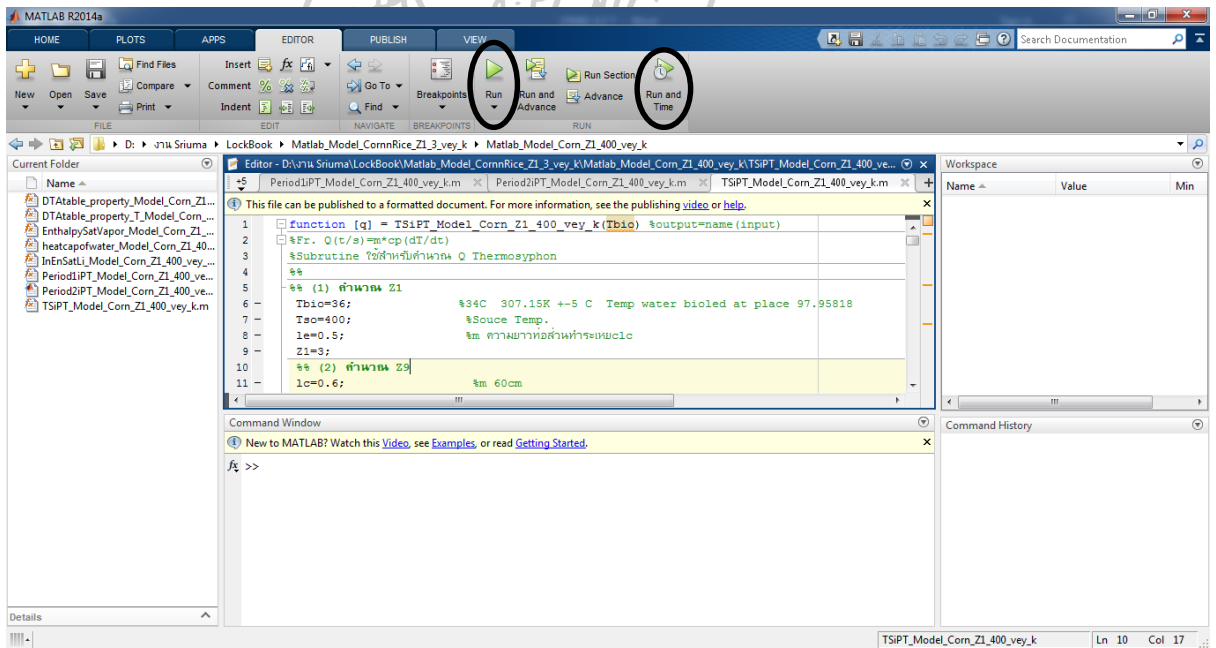 MATLAB R2014a
HOME PLOTS APPS EDITOR PUBLISH VIEW Search Documentation
New Open Save Find Files Compare Print
Insert fx Comment Indent
Go To Find
Breakpoints Run Run and Advance Run Section Advance Run and Time
FILE EDIT NAVIGATE BREAKPOINTS RUN
D: งาน Sriuma LockBook Matlab_Model_CornnRice_Z1_3_vey_k Matlab_Model_Corn_Z1_400_vey_k
Current Folder
Name
DTAtable_property_Model_Corn_Z1...
DTAtable_property_T_Model_Corn_...
EnthalpySatVapor_Model_Corn_Z1_...
heatcapofwater_Model_Corn_Z1_40...
InEnSatLi_Model_Corn_Z1_400_vey_...
Period1iPT_Model_Corn_Z1_400_ve...
Period2iPT_Model_Corn_Z1_400_ve...
TSiPT_Model_Corn_Z1_400_vey_k.m
Details
Editor - D:\งาน Sriuma\LockBook\Matlab_Model_CornnRice_Z1_3_vey_k\Matlab_Model_Corn_Z1_400_vey_k\TSiPT_Model_Corn_Z1_400_ve...
+5 Period1iPT_Model_Corn_Z1_400_vey_k.m Period2iPT_Model_Corn_Z1_400_vey_k.m TSiPT_Model_Corn_Z1_400_vey_k.m
This file can be published to a formatted document. For more information, see the publishing video or help.
1 function [q] = TSiPT_Model_Corn_Z1_400_vey_k(Tbio) %output=name(input)
2 %Fr. Q(t/s)=m*cp(dT/dt)
3 %Subrutine ใช้สำหรับคำนวณ Q Thermosyphon
4 %%
5 %% (1) คำนวณ Z1
6 - Tbio=36; %34C 307.15K +-5 C Temp water bioled at place 97.95818
7 - Tso=400; %Souce Temp.
8 - le=0.5; %m ความยาวท่อส่วนทำระเหยclc
9 - Z1=3;
10 %% (2) คำนวณ Z9
11 - lc=0.6; %m 60cm
Command Window
New to MATLAB? Watch this Video, see Examples, or read Getting Started.
fx >>
Workspace
Name Value Min
Command History
TSiPT_Model_Corn_Z1_400_vey_k Ln 10 Col 17